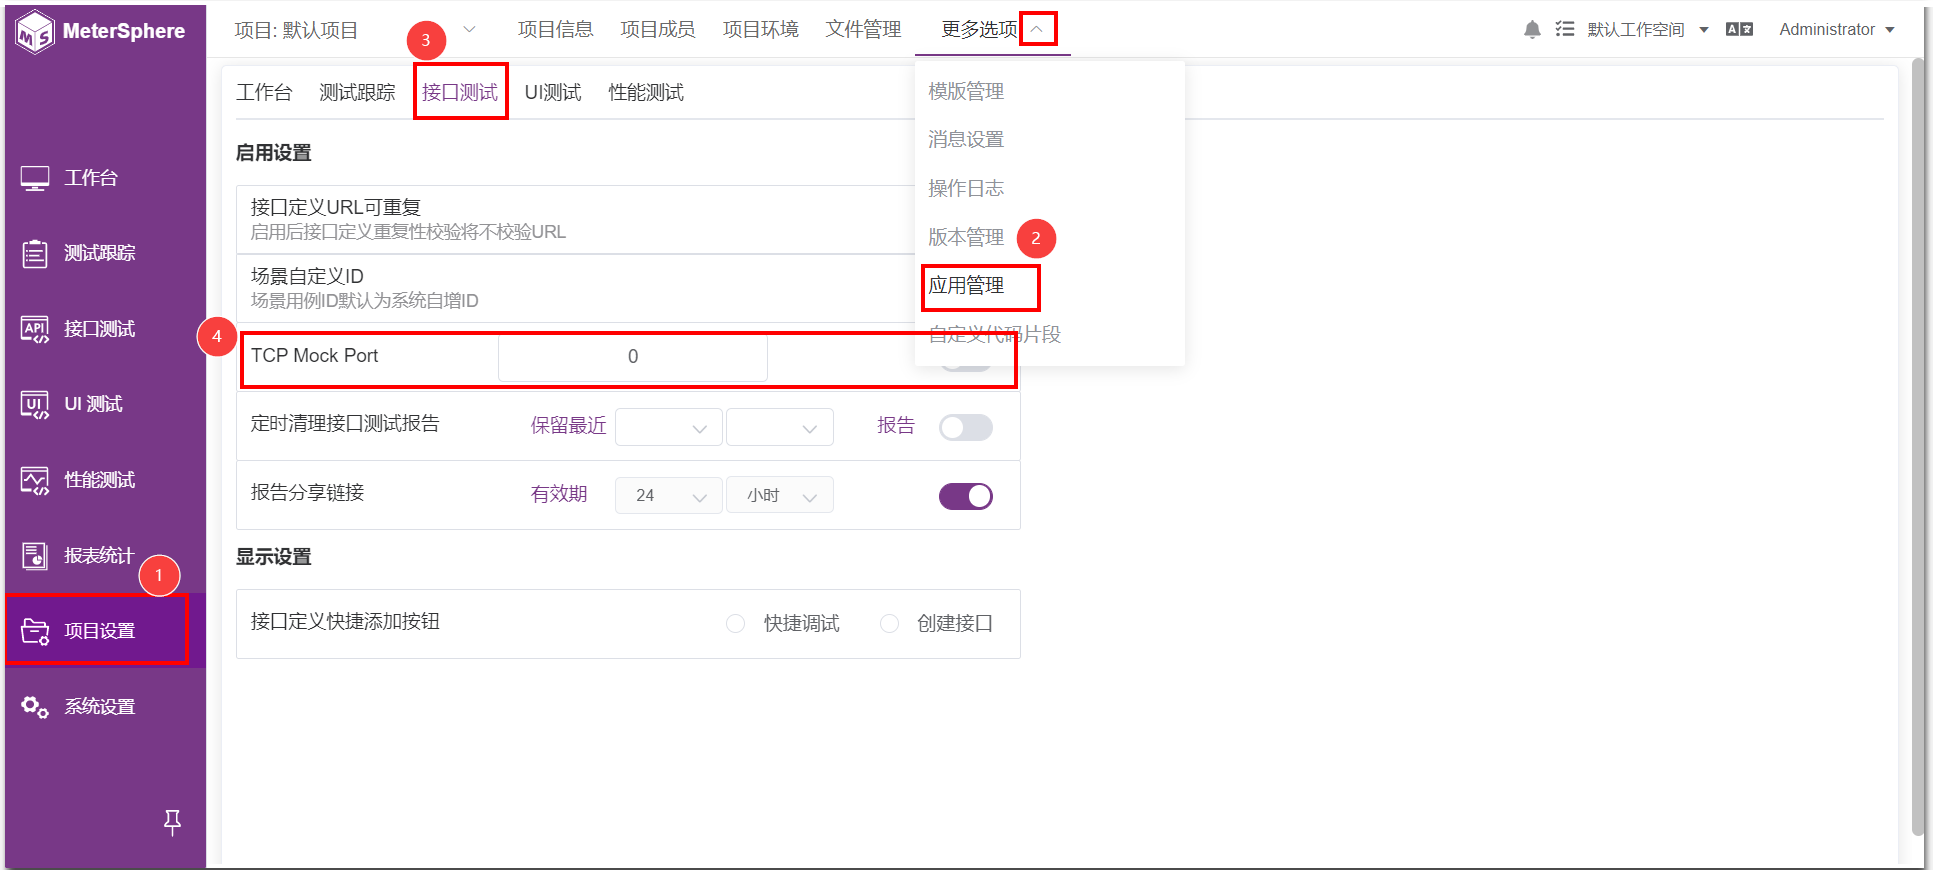 MeterSphere
项目: 默认项目
3
项目信息
项目成员
项目环境
文件管理
更多选项
默认工作空间
Administrator
工作台
测试跟踪
接口测试
UI测试
性能测试
模版管理
消息设置
操作日志
版本管理
2
应用管理
自定义代码片段
启用设置
接口定义URL可重复
启用后接口定义重复性校验将不校验URL
场景自定义ID
场景用例ID默认为系统自增ID
4
TCP Mock Port
0
定时清理接口测试报告
保留最近
报告
报告分享链接
有效期
24
小时
显示设置
接口定义快捷添加按钮
快捷调试
创建接口
工作台
测试跟踪
API
接口测试
UI
UI 测试
性能测试
报表统计
1
项目设置
系统设置